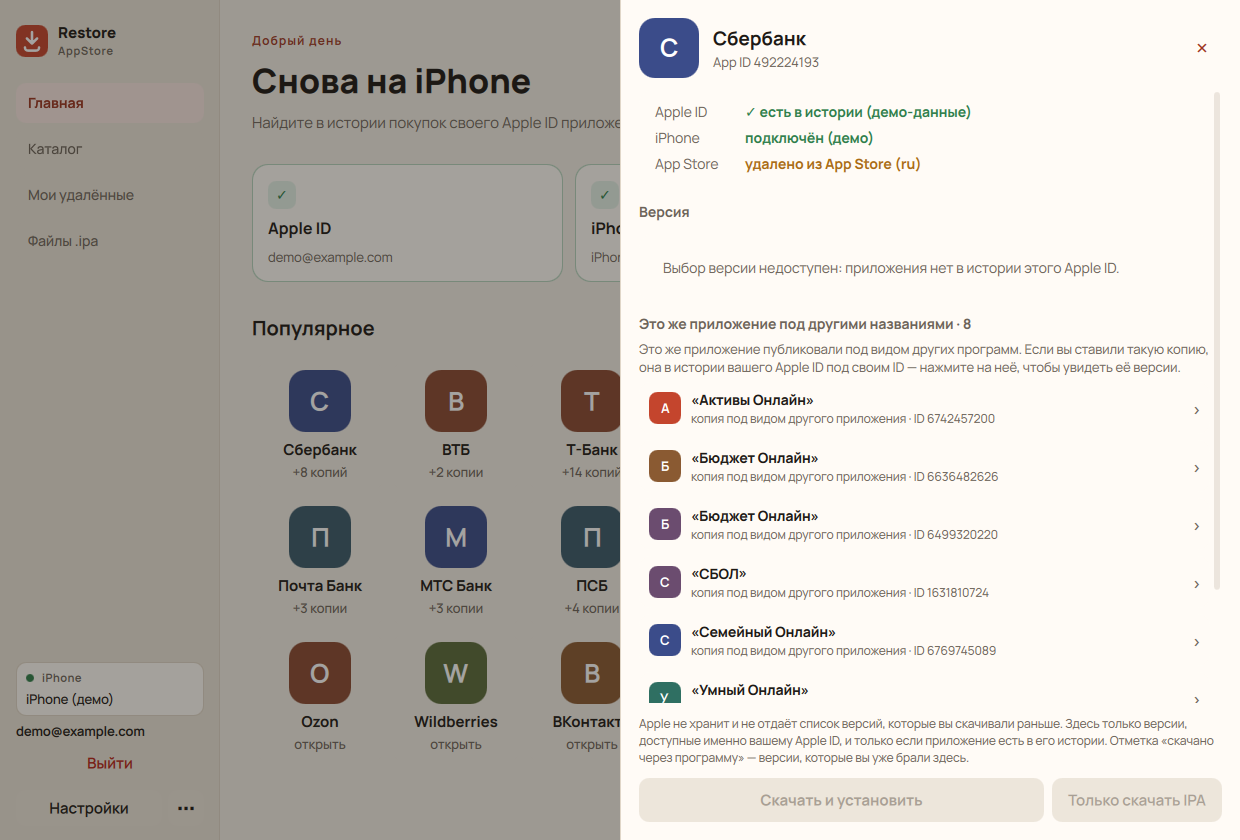 Restore
AppStore
Главная
Каталог
Мои удалённые
Файлы .ipa
iPhone
iPhone (демо)
demo@example.com
Выйти
Настройки
•••
Добрый день
Снова на iPhone
Найдите в истории покупок своего Apple ID приложе
✓
Apple ID
demo@example.com
✓
iPho
iPhon
Популярное
С
Сбербанк
+8 копий
В
ВТБ
+2 копии
Т
Т-Банк
+14 копий
П
Почта Банк
+3 копии
М
МТС Банк
+3 копии
П
ПСБ
+4 копии
O
Ozon
открыть
W
Wildberries
открыть
В
ВКонтакт
открыть
С
Сбербанк
App ID 492224193
✕
Apple ID ✓ есть в истории (демо-данные)
iPhone подключён (демо)
App Store удалено из App Store (ru)
Версия
Выбор версии недоступен: приложения нет в истории этого Apple ID.
Это же приложение под другими названиями · 8
Это же приложение публиковали под видом других программ. Если вы ставили такую копию,
она в истории вашего Apple ID под своим ID — нажмите на неё, чтобы увидеть её версии.
А
«Активы Онлайн»
копия под видом другого приложения · ID 6742457200
›
Б
«Бюджет Онлайн»
копия под видом другого приложения · ID 6636482626
›
Б
«Бюджет Онлайн»
копия под видом другого приложения · ID 6499320220
›
С
«СБОЛ»
копия под видом другого приложения · ID 1631810724
›
С
«Семейный Онлайн»
копия под видом другого приложения · ID 6769745089
›
У
«Умный Онлайн»
›
Apple не хранит и не отдаёт список версий, которые вы скачивали раньше. Здесь только версии,
доступные именно вашему Apple ID, и только если приложение есть в его истории. Отметка «скачано
через программу» — версии, которые вы уже брали здесь.
Скачать и установить
Только скачать IPA